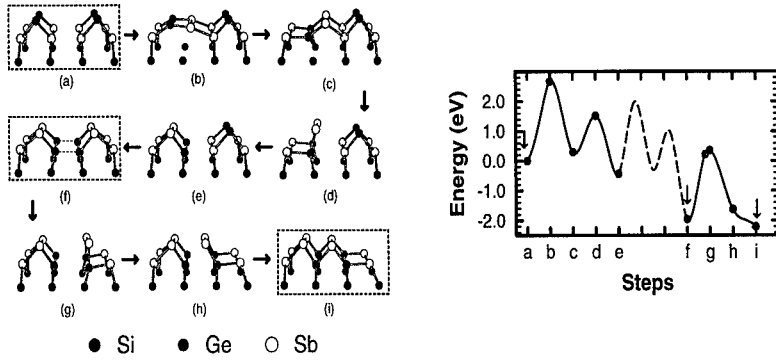 (a)
(b)
(c)
(f)
(e)
(d)
(g)
(h)
(i)
Si Ge Sb
Energy (eV)
2.0
1.0
0.0
-1.0
-2.0
a b c d e f g h i
Steps